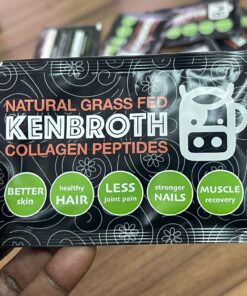 NATURAL GRASS FED
KENBROTH
COLLAGEN PEPTIDES
BETTER
skin
healthy
HAIR
LESS
joint pain
stronger
NAILS
MUSCLE
recovery